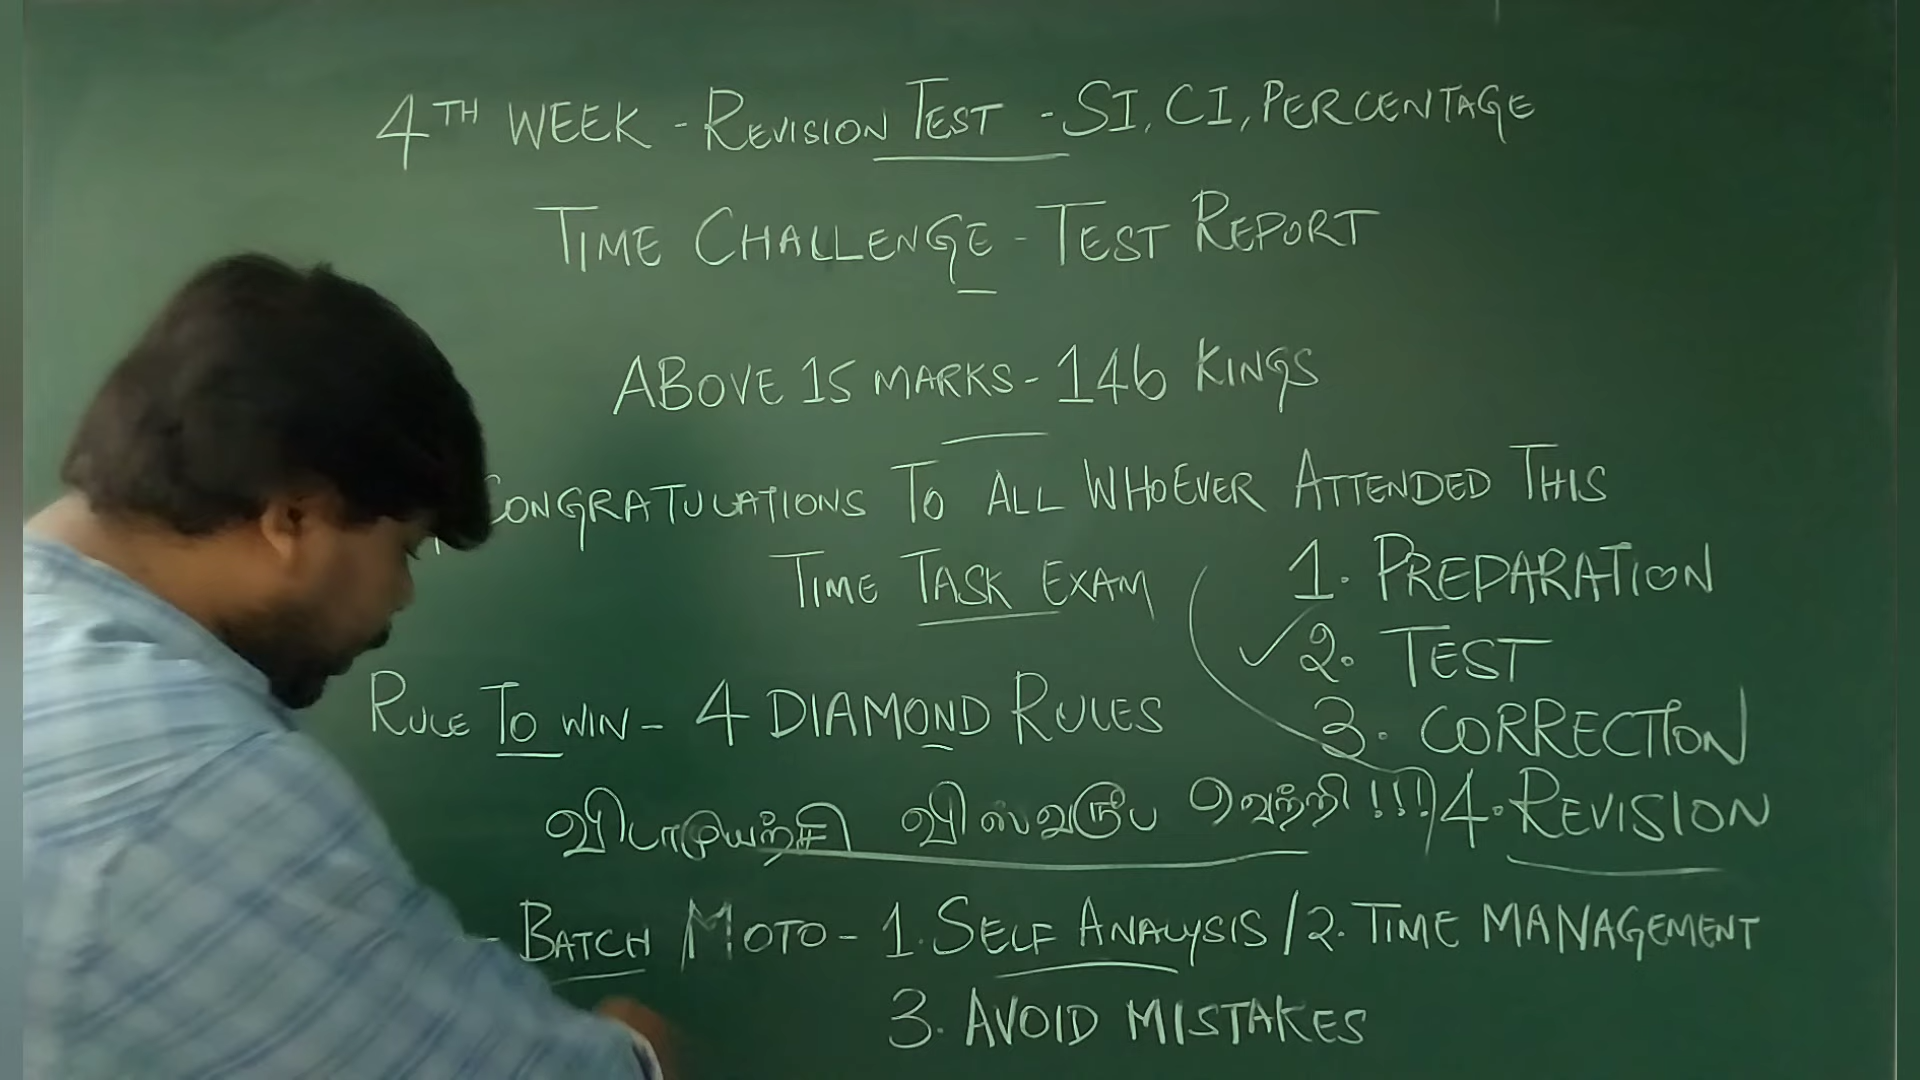 4TH WEEK - REVISION TEST - SI, CI, PERCENTAGE
TIME CHALLENGE - TEST REPORT
ABOVE 15 MARKS - 146 KINGS
CONGRATULATIONS TO ALL WHOEVER ATTENDED THIS
TIME TASK EXAM
1. PREPARATION
2. TEST
3. CORRECTION
4. REVISION
RULE TO WIN - 4 DIAMOND RULES
விடாமுயற்சி விஸ்வரூப வெற்றி !!!
- BATCH MOTO - 1. SELF ANALYSIS / 2. TIME MANAGEMENT
3. AVOID MISTAKES